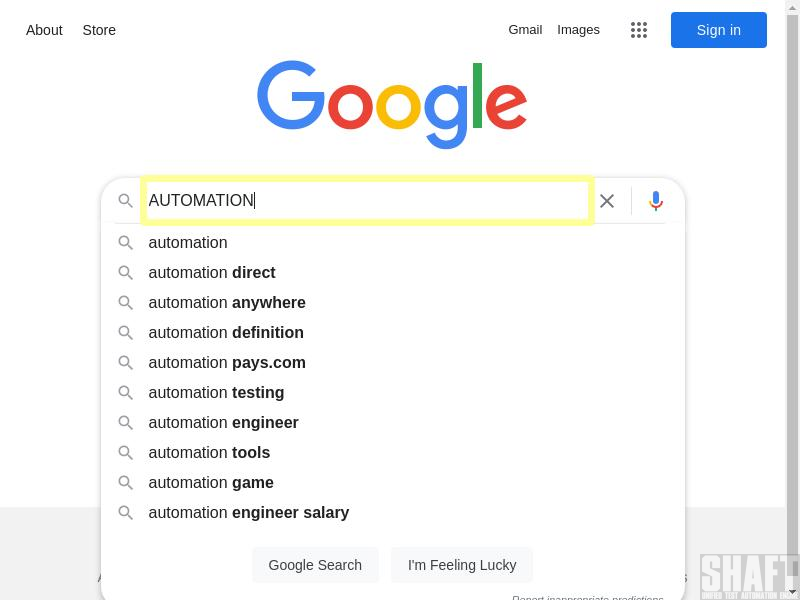 About Store Gmail Images Sign in
Google
AUTOMATION
automation
automation direct
automation anywhere
automation definition
automation pays.com
automation testing
automation engineer
automation tools
automation game
automation engineer salary
Google Search I'm Feeling Lucky
Report inappropriate predictions
SHAFT